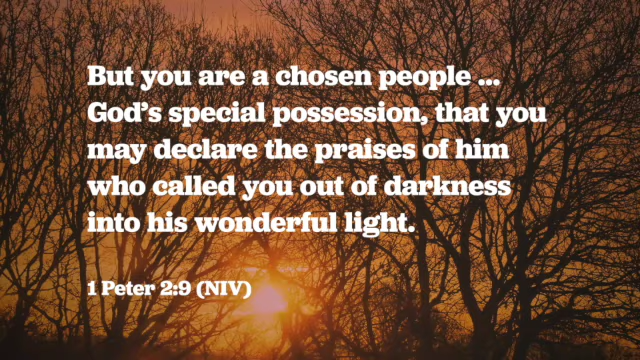 But you are a chosen people ...
God’s special possession, that you
may declare the praises of him
who called you out of darkness
into his wonderful light.
1 Peter 2:9 (NIV)